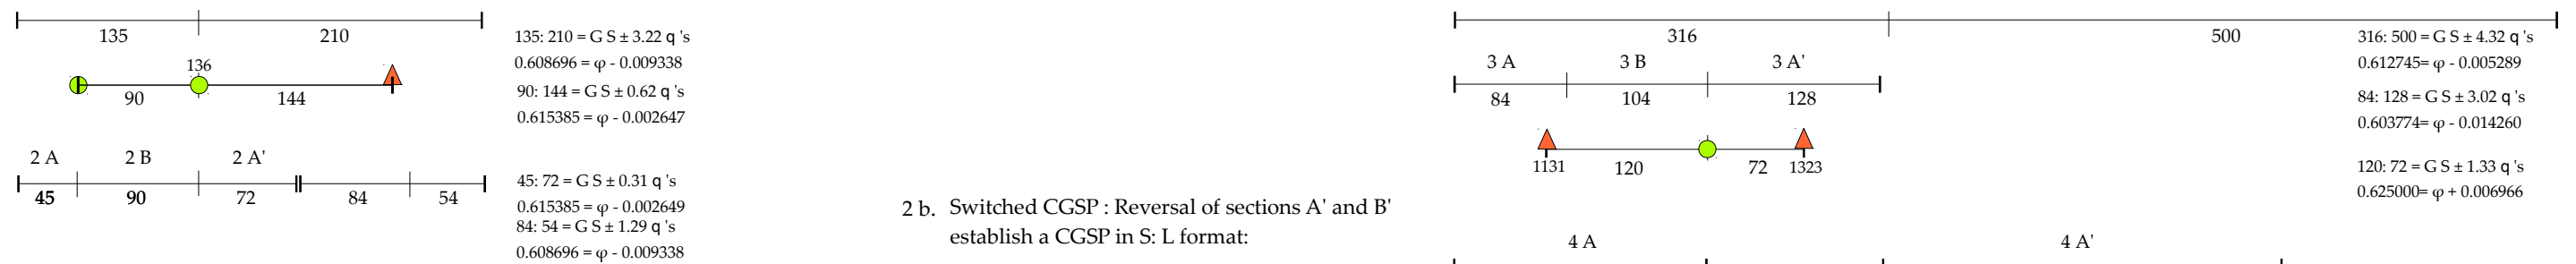 135 210
135: 210 = G S ± 3.22 q 's
0.608696 = φ - 0.009338
136
90 144
90: 144 = G S ± 0.62 q 's
0.615385 = φ - 0.002647
2 A 2 B 2 A'
45 90 72 84 54
45: 72 = G S ± 0.31 q 's
0.615385 = φ - 0.002649
84: 54 = G S ± 1.29 q 's
0.608696 = φ - 0.009338
2 b. Switched CGSP : Reversal of sections A' and B'
establish a CGSP in S: L format:
316 500
316: 500 = G S ± 4.32 q 's
0.612745= φ - 0.005289
3 A 3 B 3 A'
84 104 128
84: 128 = G S ± 3.02 q 's
0.603774= φ - 0.014260
1131 120 72 1323
120: 72 = G S ± 1.33 q 's
0.625000= φ + 0.006966
4 A 4 A'